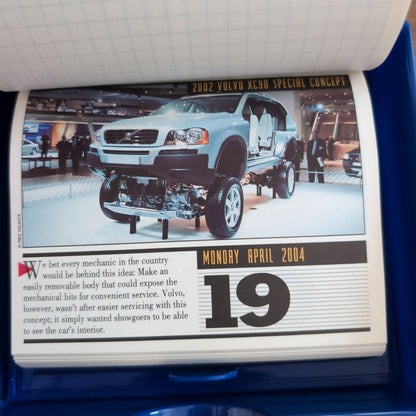 2002 VOLVO XC90 SPECIAL CONCEPT
We bet every mechanic in the country
would be behind this idea: Make an
easily removable body that could expose the
mechanical bits for convenient service. Volvo,
however, wasn't after easier servicing with this
concept; it simply wanted showgoers to be able
to see the car's interior.
MONDAY APRIL 2004
19